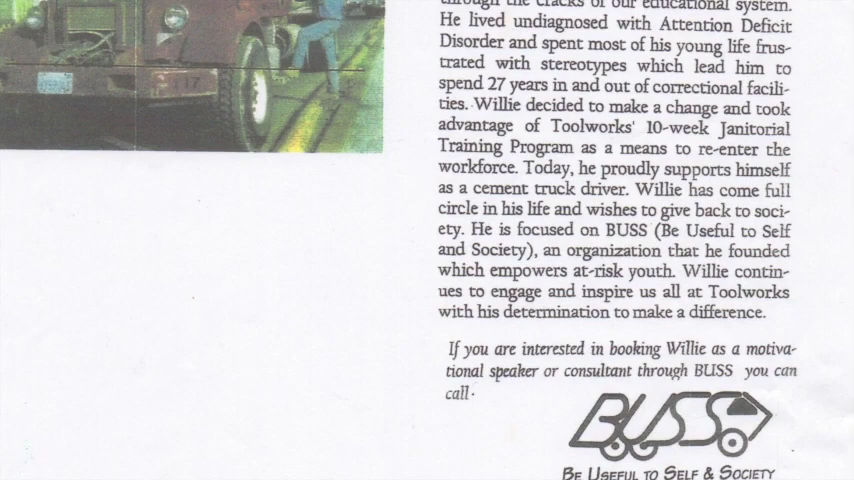 117
through the cracks of our educational system.
He lived undiagnosed with Attention Deficit
Disorder and spent most of his young life frus-
trated with stereotypes which lead him to
spend 27 years in and out of correctional facili-
ties. Willie decided to make a change and took
advantage of Toolworks' 10-week Janitorial
Training Program as a means to re-enter the
workforce. Today, he proudly supports himself
as a cement truck driver. Willie has come full
circle in his life and wishes to give back to soci-
ety. He is focused on BUSS (Be Useful to Self
and Society), an organization that he founded
which empowers at-risk youth. Willie contin-
ues to engage and inspire us all at Toolworks
with his determination to make a difference.
If you are interested in booking Willie as a motiva-
tional speaker or consultant through BUSS you can
call
BUSS
BE USEFUL TO SELF & SOCIETY